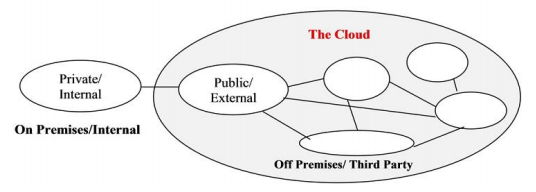 The Cloud
Private/
Internal
Public/
External
On Premises/Internal
Off Premises/ Third Party